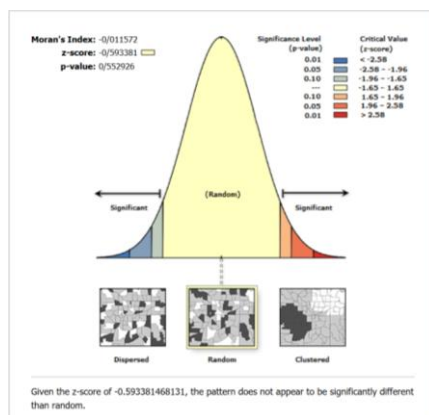 Moran's Index: -0/011572
z-score: -0/593381
p-value: 0/552926
Significance Level
(p-value)
Critical Value
(z-score)
0.01 < -2.58
0.05 -2.58 - -1.96
0.10 -1.96 - -1.65
--- -1.65 - 1.65
0.10 1.65 - 1.96
0.05 1.96 - 2.58
0.01 > 2.58
(Random)
Significant
Significant
Dispersed
Random
Clustered
Given the z-score of -0.593381468131, the pattern does not appear to be significantly different
than random.